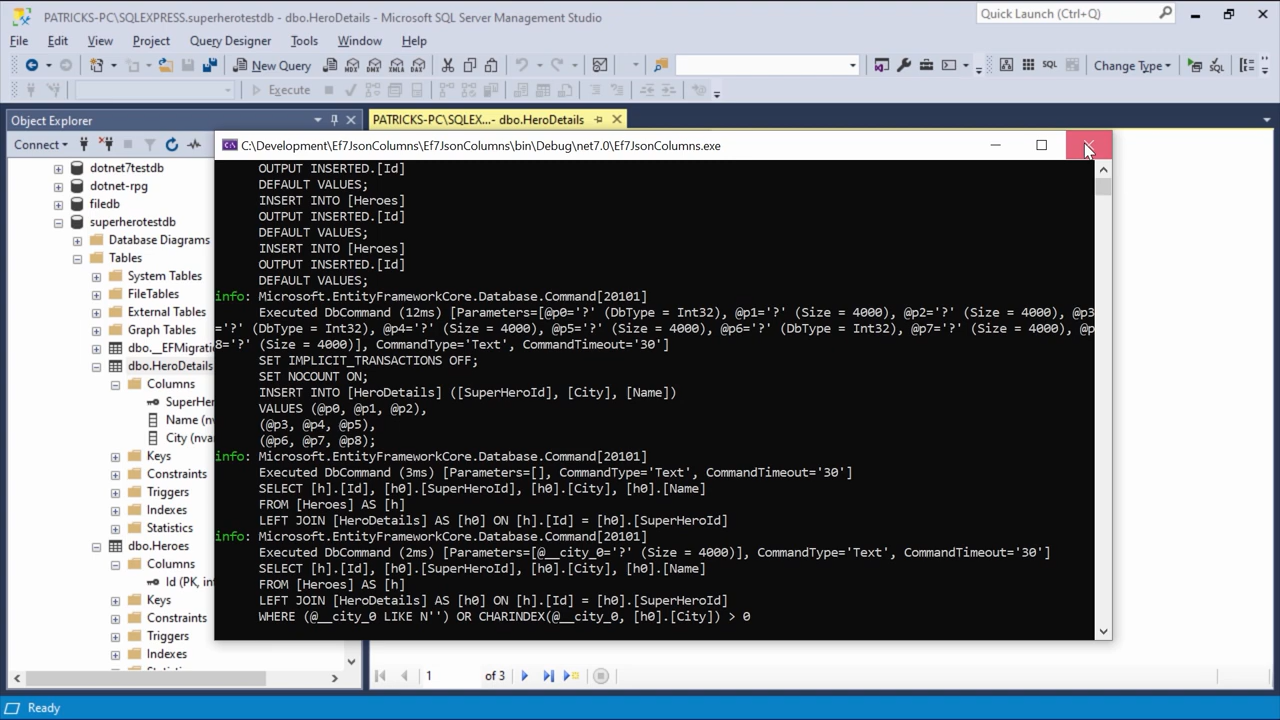 PATRICKS-PC\SQLEXPRESS.superherotestdb - dbo.HeroDetails - Microsoft SQL Server Management Studio
Quick Launch (Ctrl+Q)
File Edit View Project Query Designer Tools Window Help
New Query MDX DMX XMLA DAX SQL Change Type SQL
Execute
Object Explorer
PATRICKS-PC\SQLEX...- dbo.HeroDetails
Connect
C:\Development\Ef7JsonColumns\Ef7JsonColumns\bin\Debug\net7.0\Ef7JsonColumns.exe
dotnet7testdb
dotnet-rpg
filedb
superherotestdb
Database Diagrams
Tables
System Tables
FileTables
External Tables
Graph Tables
dbo.__EFMigratio
dbo.HeroDetails
Columns
SuperHer
Name (nv
City (nvar
Keys
Constraints
Triggers
Indexes
Statistics
dbo.Heroes
Columns
Id (PK, int
Keys
Constraints
Triggers
Indexes
OUTPUT INSERTED.[Id]
DEFAULT VALUES;
INSERT INTO [Heroes]
OUTPUT INSERTED.[Id]
DEFAULT VALUES;
INSERT INTO [Heroes]
OUTPUT INSERTED.[Id]
DEFAULT VALUES;
info: Microsoft.EntityFrameworkCore.Database.Command[20101]
Executed DbCommand (12ms) [Parameters=[@p0='?' (DbType = Int32), @p1='?' (Size = 4000), @p2='?' (Size = 4000), @p3
='?' (DbType = Int32), @p4='?' (Size = 4000), @p5='?' (Size = 4000), @p6='?' (DbType = Int32), @p7='?' (Size = 4000), @p
8='?' (Size = 4000)], CommandType='Text', CommandTimeout='30']
SET IMPLICIT_TRANSACTIONS OFF;
SET NOCOUNT ON;
INSERT INTO [HeroDetails] ([SuperHeroId], [City], [Name])
VALUES (@p0, @p1, @p2),
(@p3, @p4, @p5),
(@p6, @p7, @p8);
info: Microsoft.EntityFrameworkCore.Database.Command[20101]
Executed DbCommand (3ms) [Parameters=[], CommandType='Text', CommandTimeout='30']
SELECT [h].[Id], [h0].[SuperHeroId], [h0].[City], [h0].[Name]
FROM [Heroes] AS [h]
LEFT JOIN [HeroDetails] AS [h0] ON [h].[Id] = [h0].[SuperHeroId]
info: Microsoft.EntityFrameworkCore.Database.Command[20101]
Executed DbCommand (2ms) [Parameters=[@__city_0='?' (Size = 4000)], CommandType='Text', CommandTimeout='30']
SELECT [h].[Id], [h0].[SuperHeroId], [h0].[City], [h0].[Name]
FROM [Heroes] AS [h]
LEFT JOIN [HeroDetails] AS [h0] ON [h].[Id] = [h0].[SuperHeroId]
WHERE (@__city_0 LIKE N'') OR CHARINDEX(@__city_0, [h0].[City]) > 0
1 of 3
Ready